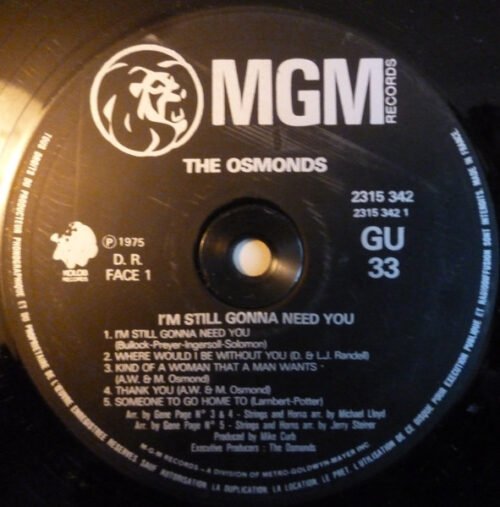 MGM
RECORDS
THE OSMONDS
2315 342
2315 342 1
GU
33
KOLOB
RECORDS
℗ 1975
D. R.
FACE 1
I'M STILL GONNA NEED YOU
1. I'M STILL GONNA NEED YOU
(Bullock-Preyer-Ingersoll-Solomon)
2. WHERE WOULD I BE WITHOUT YOU (D. & L.J. Randell)
3. KIND OF A WOMAN THAT A MAN WANTS -
(A.W. & M. Osmond)
4. THANK YOU (A.W. & M. Osmond)
5. SOMEONE TO GO HOME TO (Lambert-Potter)
Arr. by Gene Page N° 3 & 4 - Strings and Horns arr. by Michael Lloyd
Arr. by Gene Page N° 5 - Strings and Horns arr. by Jerry Steiner
Produced by Mike Curb
Executive Producers : The Osmonds
M-G-M RECORDS - A DIVISION OF METRO-GOLDWYN-MAYER INC
TOUS DROITS DU PRODUCTEUR PHONOGRAPHIQUE ET DU PROPRIETAIRE DE L'ŒUVRE ENREGISTREE RESERVES SAUF AUTORISATION. LA DUPLICATION, LA LOCATION, LE PRET, L'UTILISATION DE CE DISQUE POUR EXECUTION PUBLIQUE ET RADIODIFFUSION SONT INTERDITS. MADE IN FRANCE.